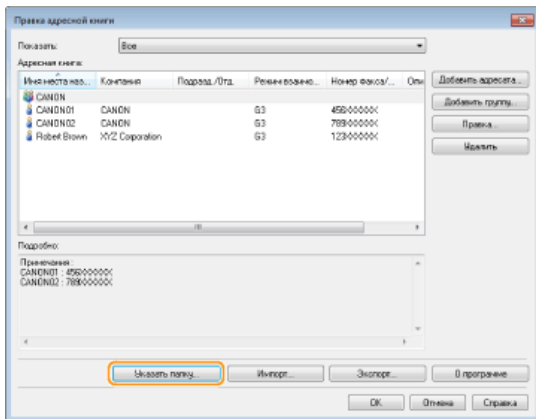 Правка адресной книги
Показать: Все
Адресная книга:
Имя места наз... Компания Подразд./Отд. Режим вызыва... Номер факса/... Опи
CANON
CANON01 CANON G3 456XXXXXX
CANON02 CANON G3 789XXXXXX
Robert Brown XYZ Corporation G3 123XXXXXX
Добавить адресата...
Добавить группу...
Правка...
Удалить
Подробно:
Примечания :
CANON01 : 456XXXXXX
CANON02 : 789XXXXXX
Указать папку... Импорт... Экспорт... О программе
OK Отмена Справка